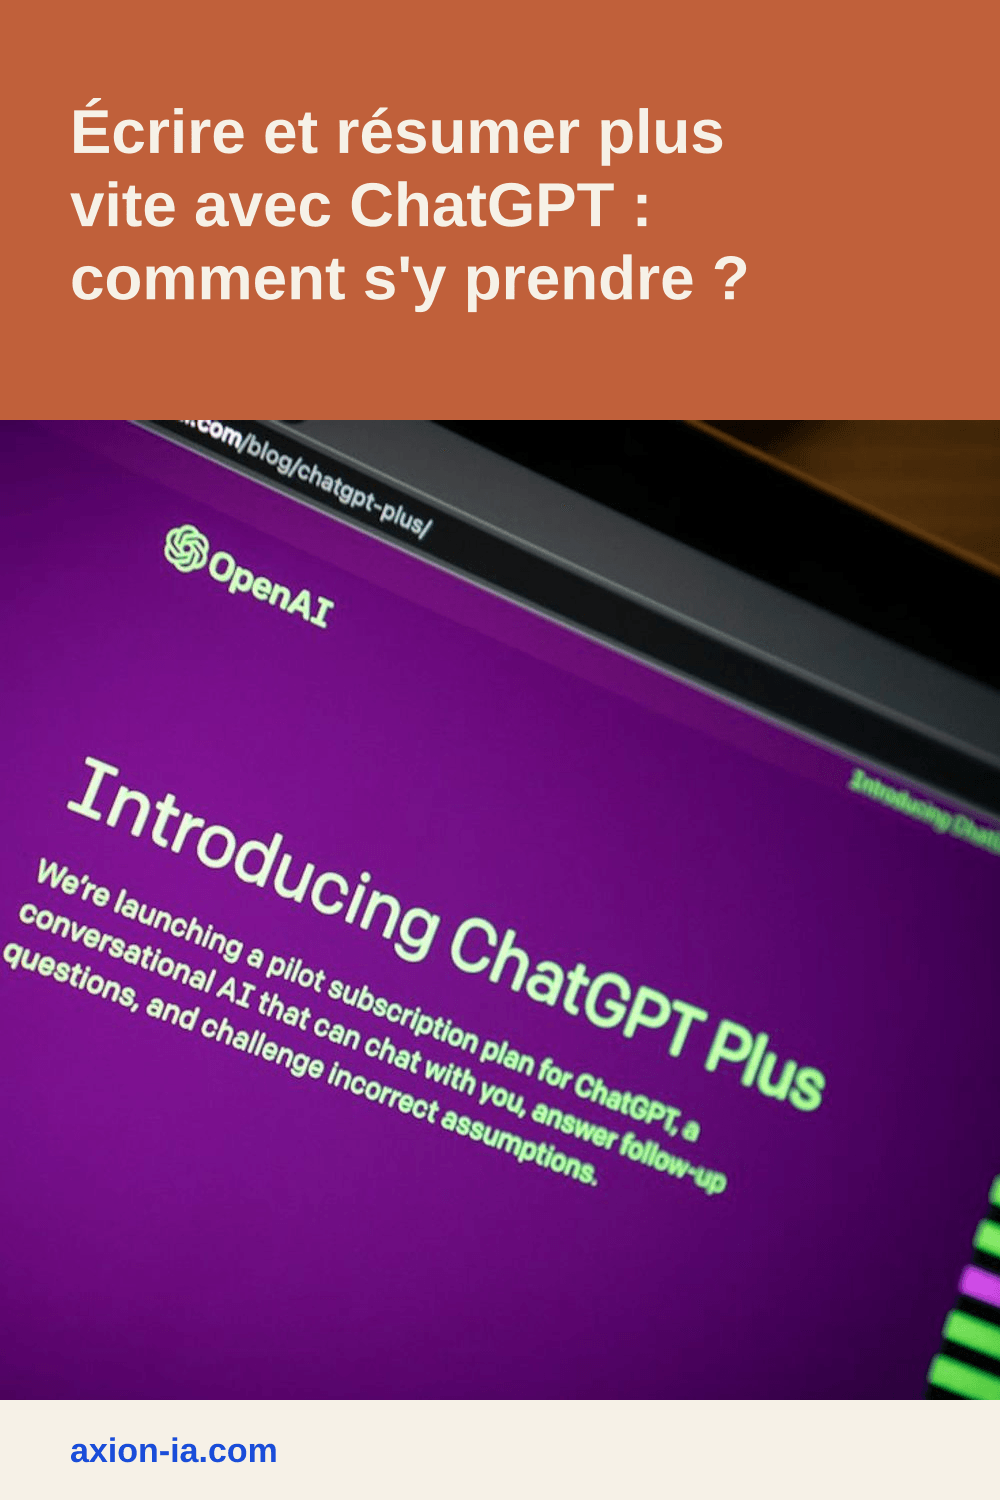 Écrire et résumer plus
vite avec ChatGPT :
comment s'y prendre ?
.com/blog/chatgpt-plus/
OpenAI
Introducing
Introducing ChatGPT Plus
We're launching a pilot subscription plan for ChatGPT, a
conversational AI that can chat with you, answer follow-up
questions, and challenge incorrect assumptions.
axion-ia.com